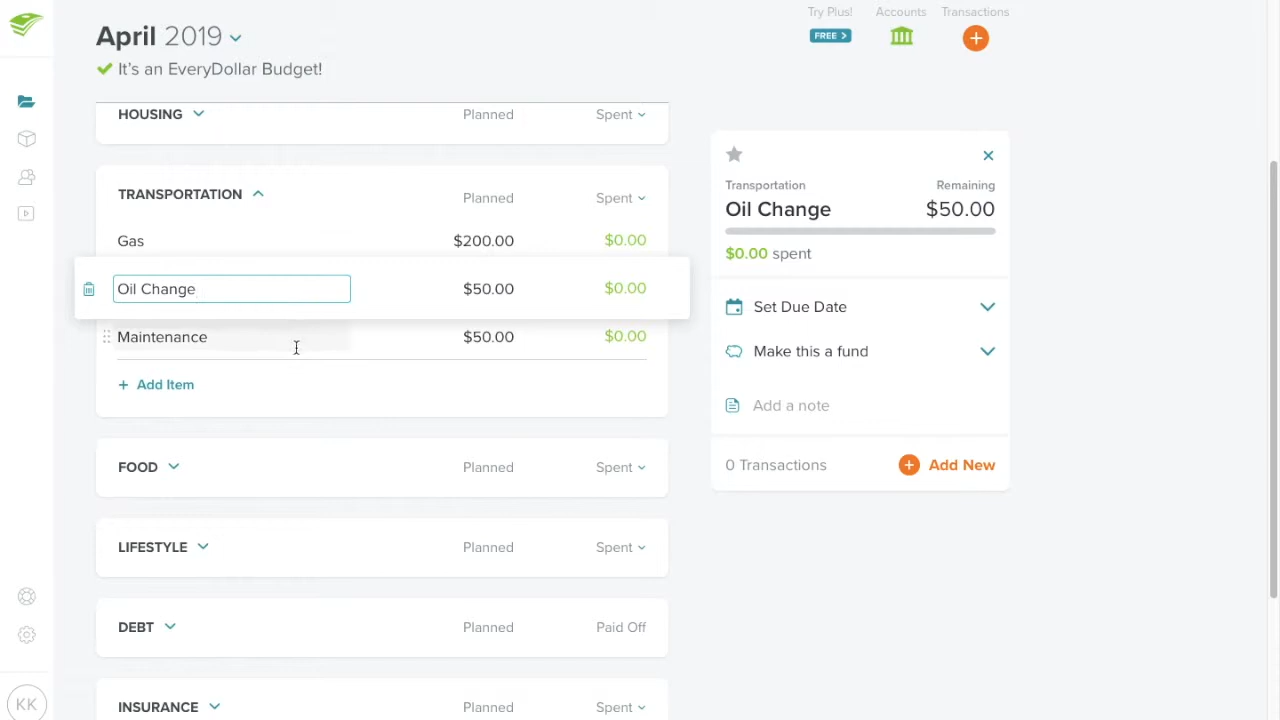 Try Plus! Accounts Transactions
April 2019
FREE >
It's an EveryDollar Budget!
HOUSING Planned Spent
TRANSPORTATION Planned Spent
Gas $200.00 $0.00
Oil Change $50.00 $0.00
Maintenance $50.00 $0.00
+ Add Item
FOOD Planned Spent
LIFESTYLE Planned Spent
DEBT Planned Paid Off
INSURANCE Planned Spent
Transportation Remaining
Oil Change $50.00
$0.00 spent
Set Due Date
Make this a fund
Add a note
0 Transactions Add New
KK